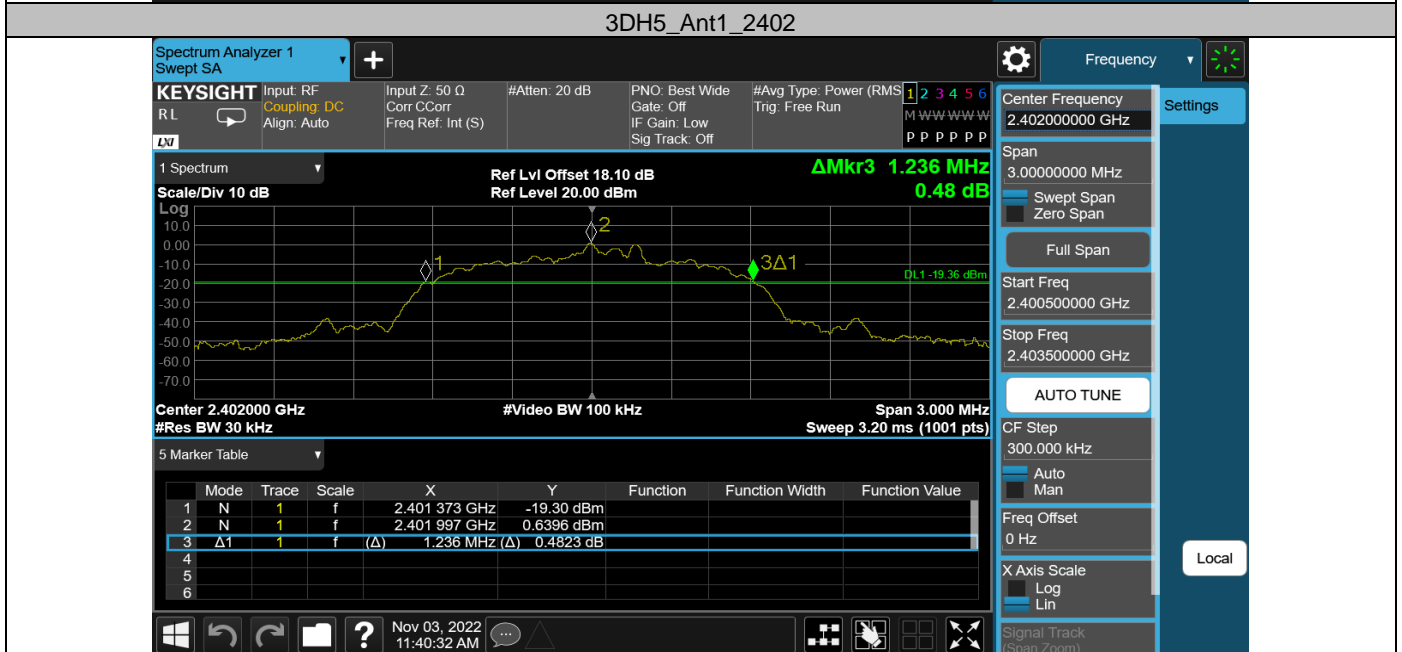 3DH5_Ant1_2402
Spectrum Analyzer 1
Swept SA
+
Frequency
KEYSIGHT
RL
LXI
Input: RF
Coupling: DC
Align: Auto
Input Z: 50 Ω
Corr CCorr
Freq Ref: Int (S)
#Atten: 20 dB
PNO: Best Wide
Gate: Off
IF Gain: Low
Sig Track: Off
#Avg Type: Power (RMS
Trig: Free Run
1 2 3 4 5 6
M W W W W W
P P P P P P
1 Spectrum
Scale/Div 10 dB
Ref Lvl Offset 18.10 dB
Ref Level 20.00 dBm
ΔMkr3 1.236 MHz
0.48 dB
Log
10.0
0.00
-10.0
-20.0
-30.0
-40.0
-50.0
-60.0
-70.0
1
2
3Δ1
DL1 -19.36 dBm
Center 2.402000 GHz
#Video BW 100 kHz
Span 3.000 MHz
#Res BW 30 kHz
Sweep 3.20 ms (1001 pts)
5 Marker Table
Mode Trace Scale X Y Function Function Width Function Value
1 N 1 f 2.401 373 GHz -19.30 dBm
2 N 1 f 2.401 997 GHz 0.6396 dBm
3 Δ1 1 f (Δ) 1.236 MHz (Δ) 0.4823 dB
4
5
6
?
Nov 03, 2022
11:40:32 AM
Center Frequency
2.402000000 GHz
Settings
Span
3.00000000 MHz
Swept Span
Zero Span
Full Span
Start Freq
2.400500000 GHz
Stop Freq
2.403500000 GHz
AUTO TUNE
CF Step
300.000 kHz
Auto
Man
Freq Offset
0 Hz
X Axis Scale
Log
Lin
Local
Signal Track
(Span Zoom)